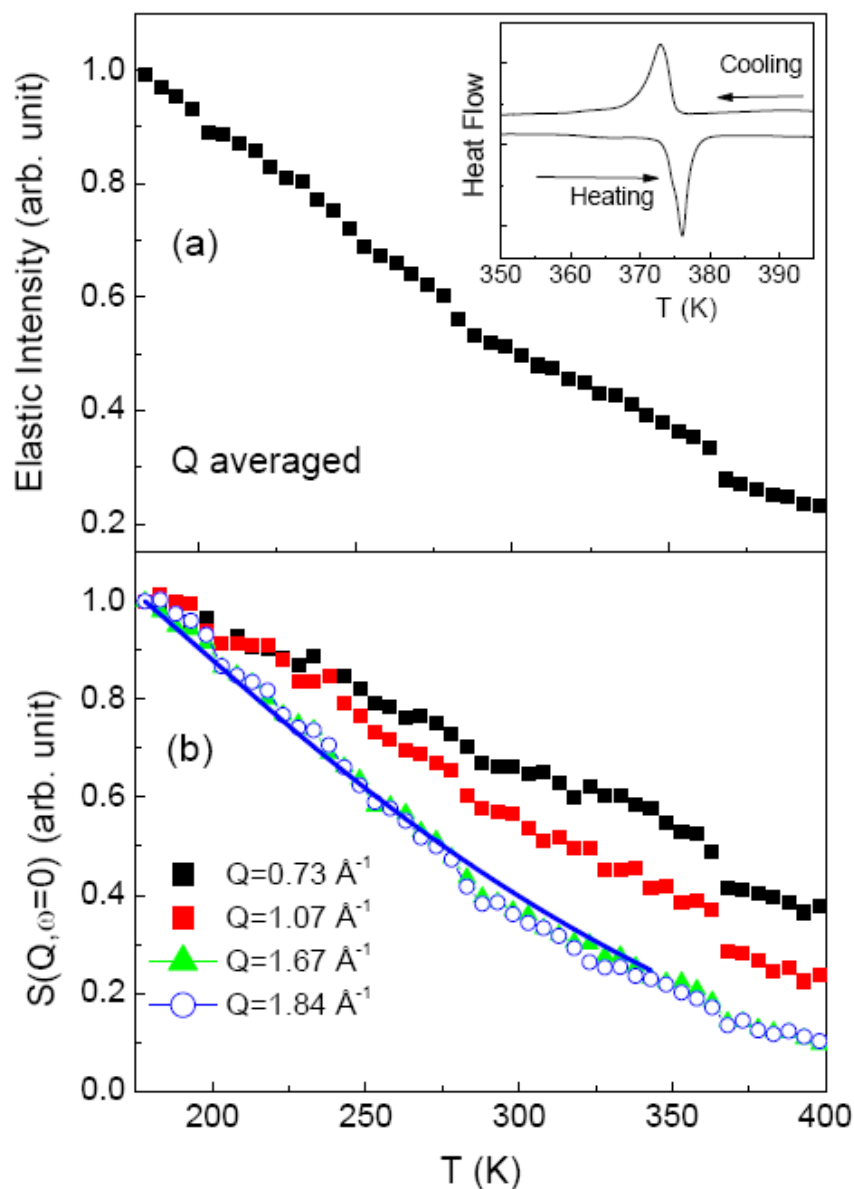 Elastic Intensity (arb. unit)
1.0
0.8
0.6
0.4
0.2
(a)
Q averaged
Heat Flow
Cooling
Heating
350 360 370 380 390
T (K)
S(Q,ω=0) (arb. unit)
1.0
0.8
0.6
0.4
0.2
0.0
(b)
Q=0.73 Å⁻¹
Q=1.07 Å⁻¹
Q=1.67 Å⁻¹
Q=1.84 Å⁻¹
200 250 300 350 400
T (K)